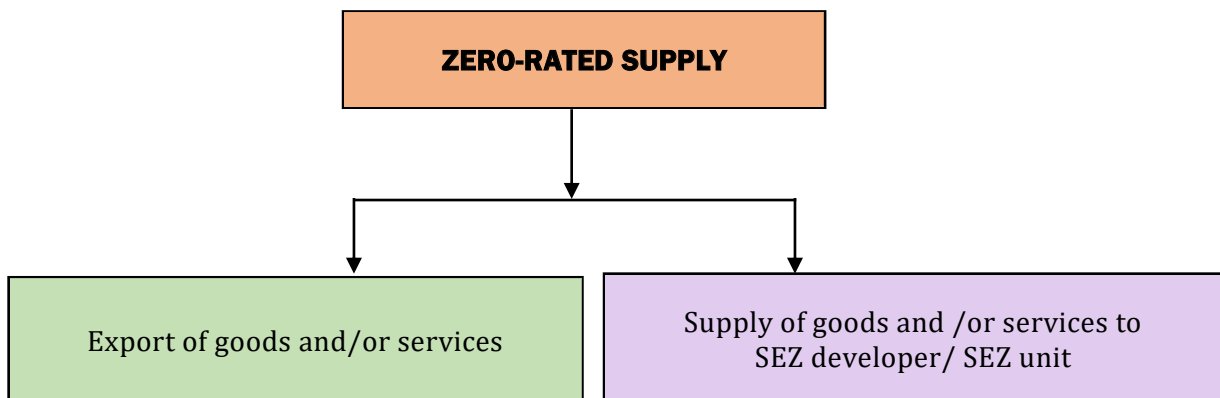 ZERO-RATED SUPPLY
Export of goods and/or services
Supply of goods and /or services to
SEZ developer/ SEZ unit